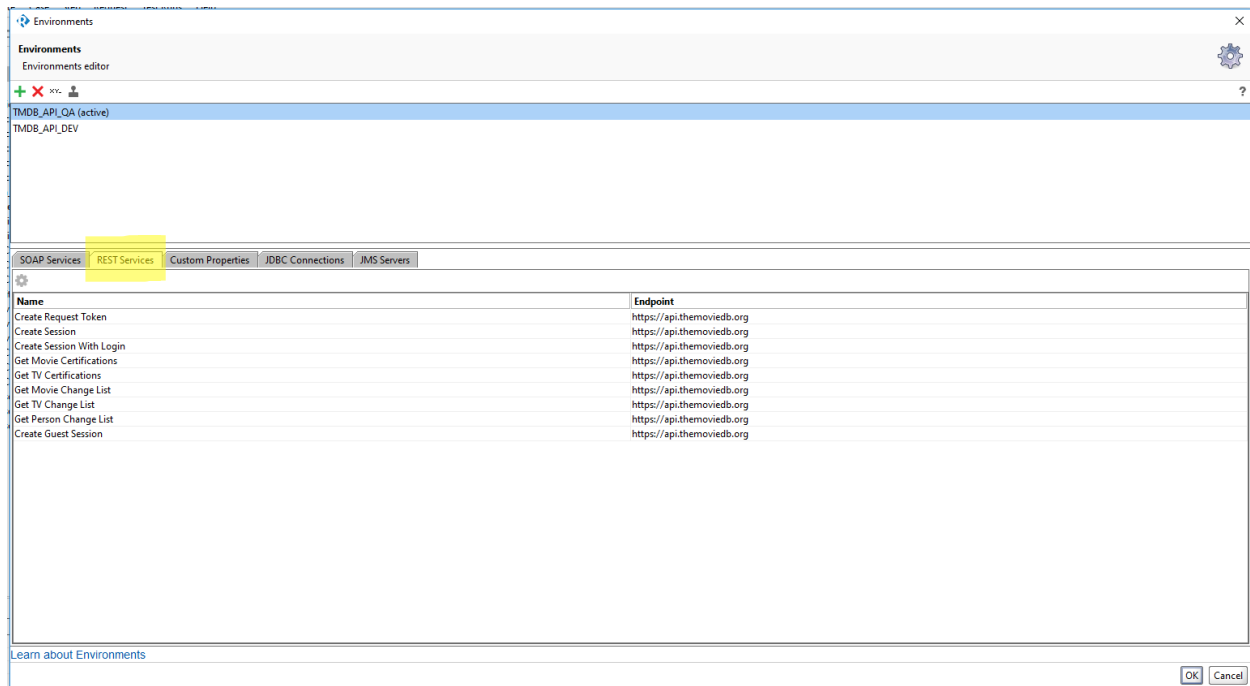 Environments
Environments
Environments editor
XY=
?
TMDB_API_QA (active)
TMDB_API_DEV
SOAP Services REST Services Custom Properties JDBC Connections JMS Servers
Name Endpoint
Create Request Token https://api.themoviedb.org
Create Session https://api.themoviedb.org
Create Session With Login https://api.themoviedb.org
Get Movie Certifications https://api.themoviedb.org
Get TV Certifications https://api.themoviedb.org
Get Movie Change List https://api.themoviedb.org
Get TV Change List https://api.themoviedb.org
Get Person Change List https://api.themoviedb.org
Create Guest Session https://api.themoviedb.org
Learn about Environments
OK Cancel